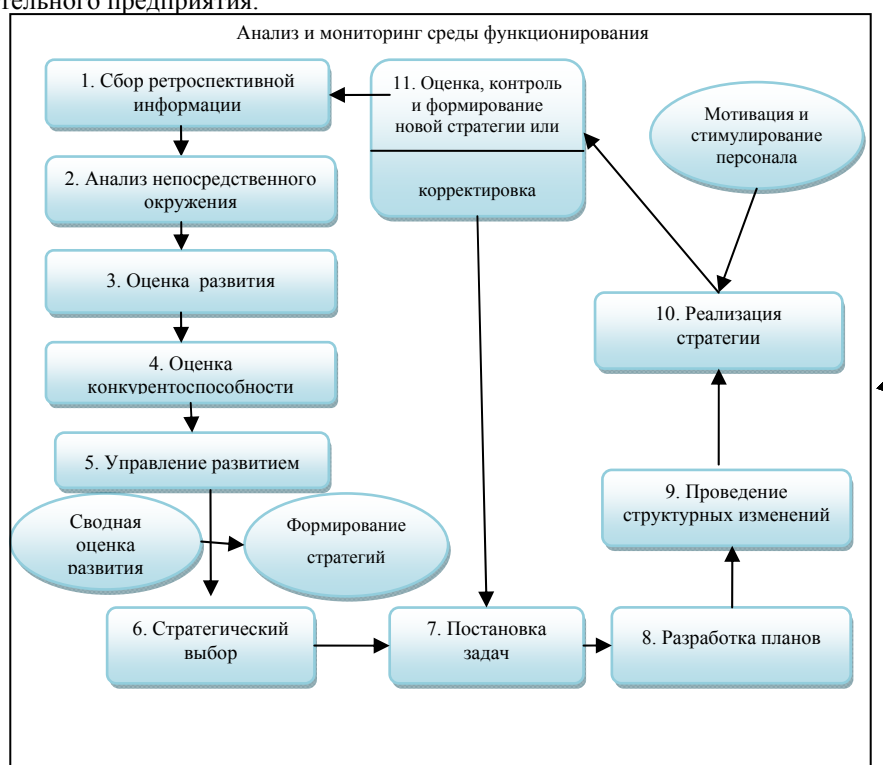 тельного предприятия.
Анализ и мониторинг среды функционирования
1. Сбор ретроспективной
информации
2. Анализ непосредственного
окружения
3. Оценка развития
4. Оценка
конкурентоспособности
5. Управление развитием
Сводная
оценка
развития
Формирование
стратегий
6. Стратегический
выбор
7. Постановка
задач
8. Разработка планов
9. Проведение
структурных изменений
10. Реализация
стратегии
Мотивация и
стимулирование
персонала
11. Оценка, контроль
и формирование
новой стратегии или
корректировка